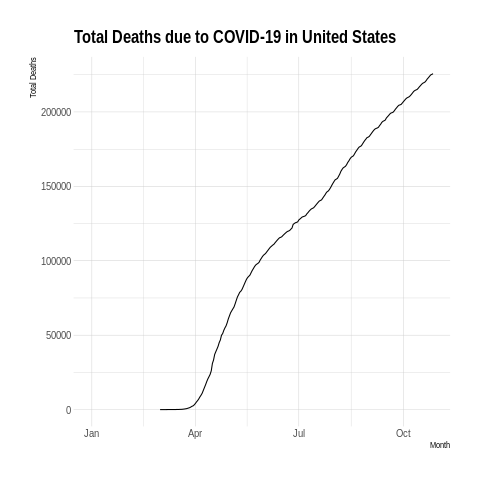 Total Deaths due to COVID-19 in United States
Total Deaths
200000
150000
100000
50000
0
Jan Apr Jul Oct
Month